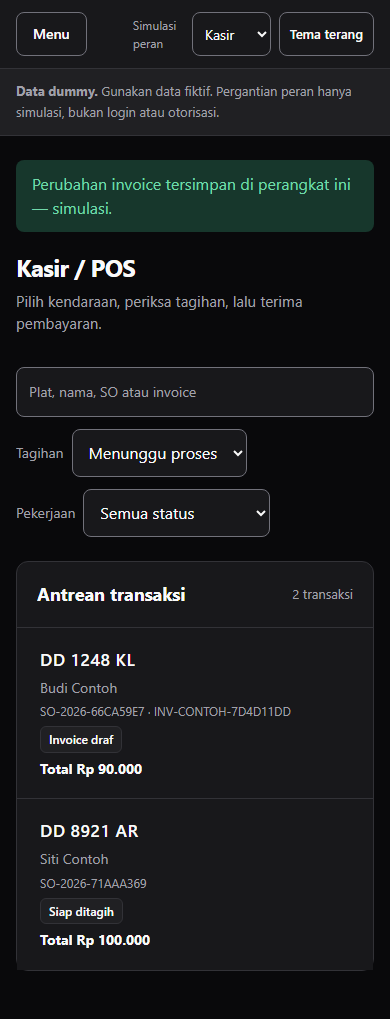 Menu
Simulasi peran
Kasir
Tema terang
Data dummy. Gunakan data fiktif. Pergantian peran hanya
simulasi, bukan login atau otorisasi.
Perubahan invoice tersimpan di perangkat ini
— simulasi.
Kasir / POS
Pilih kendaraan, periksa tagihan, lalu terima
pembayaran.
Plat, nama, SO atau invoice
Tagihan
Menunggu proses
Pekerjaan
Semua status
Antrean transaksi
2 transaksi
DD 1248 KL
Budi Contoh
SO-2026-66CA59E7 · INV-CONTOH-7D4D11DD
Invoice draf
Total Rp 90.000
DD 8921 AR
Siti Contoh
SO-2026-71AAA369
Siap ditagih
Total Rp 100.000